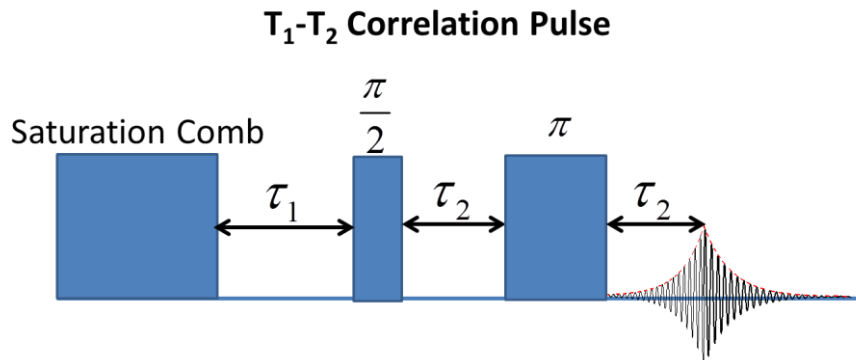 T₁-T₂ Correlation Pulse
Saturation Comb
π/2
π
τ₁
τ₂
τ₂